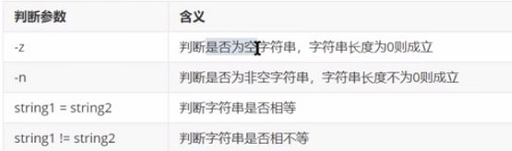 判断参数 含义
-z 判断是否为空字符串，字符串长度为0则成立
-n 判断是否为非空字符串，字符串长度不为0则成立
string1 = string2 判断字符串是否相等
string1 != string2 判断字符串是否相不等